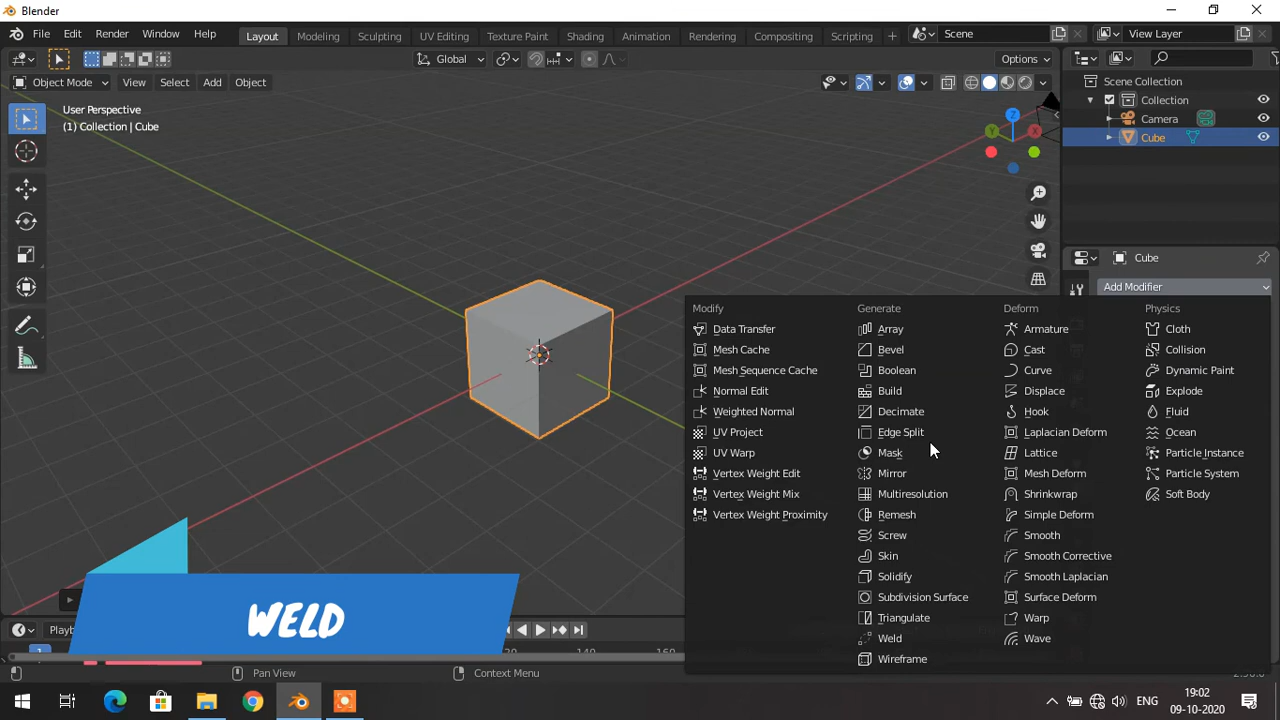 Blender
File Edit Render Window Help Layout Modeling Sculpting UV Editing Texture Paint Shading Animation Rendering Compositing Scripting + Scene View Layer
Global Options
Object Mode View Select Add Object
User Perspective
(1) Collection | Cube
Z
Y
X
Scene Collection
Collection
Camera
Cube
Cube
Add Modifier
Modify
Data Transfer
Mesh Cache
Mesh Sequence Cache
Normal Edit
Weighted Normal
UV Project
UV Warp
Vertex Weight Edit
Vertex Weight Mix
Vertex Weight Proximity
Generate
Array
Bevel
Boolean
Build
Decimate
Edge Split
Mask
Mirror
Multiresolution
Remesh
Screw
Skin
Solidify
Subdivision Surface
Triangulate
Weld
Wireframe
Deform
Armature
Cast
Curve
Displace
Hook
Laplacian Deform
Lattice
Mesh Deform
Shrinkwrap
Simple Deform
Smooth
Smooth Corrective
Smooth Laplacian
Surface Deform
Warp
Wave
Physics
Cloth
Collision
Dynamic Paint
Explode
Fluid
Ocean
Particle Instance
Particle System
Soft Body
WELD
1
140
Pan View Context Menu
ENG
19:02
09-10-2020